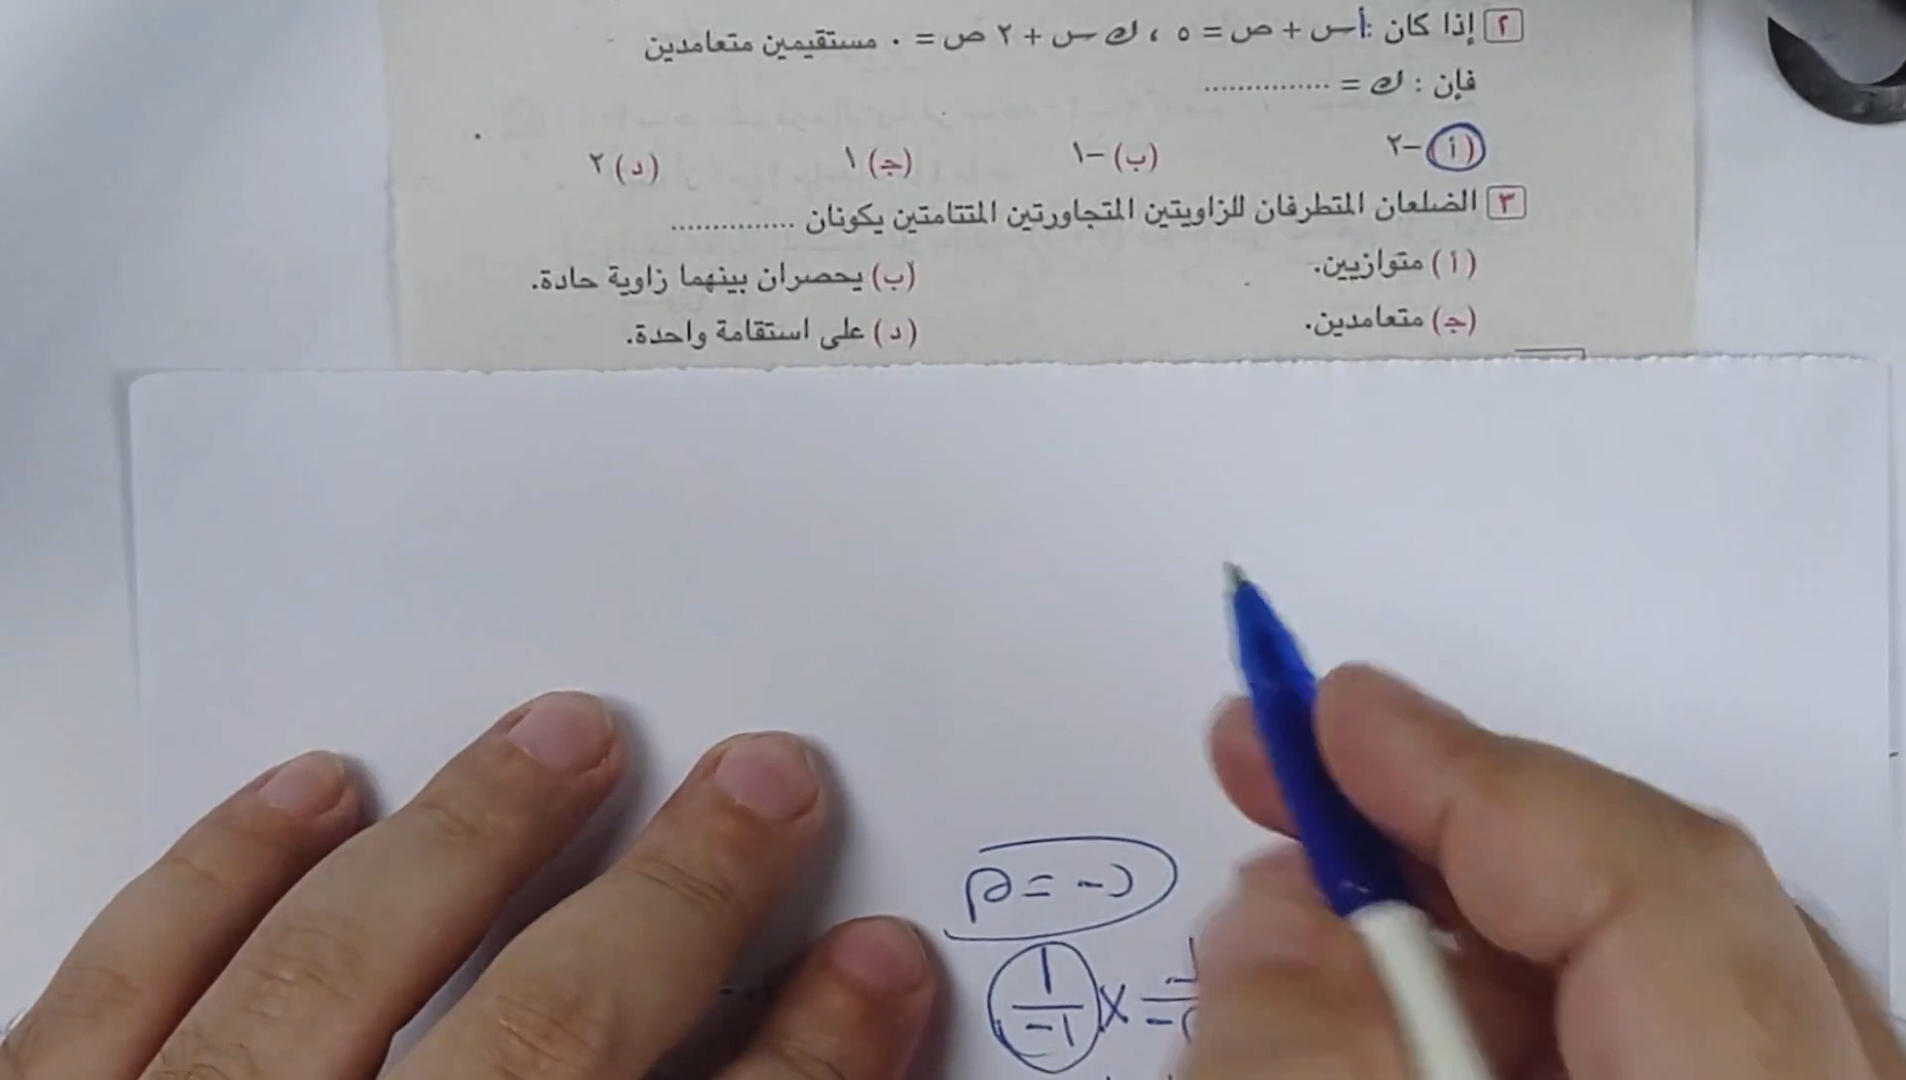 ٢ إذا كان : أس + ص = ٥ ، ك س + ٢ ص = ٠ مستقيمين متعامدين
فإن : ك = ...............
(أ) -٢ (ب) -١ (جـ) ١ (د) ٢
٣ الضلعان المتطرفان للزاويتين المتجاورتين المتتامتين يكونان ...............
(أ) متوازيين. (ب) يحصران بينهما زاوية حادة.
(جـ) متعامدين. (د) على استقامة واحدة.